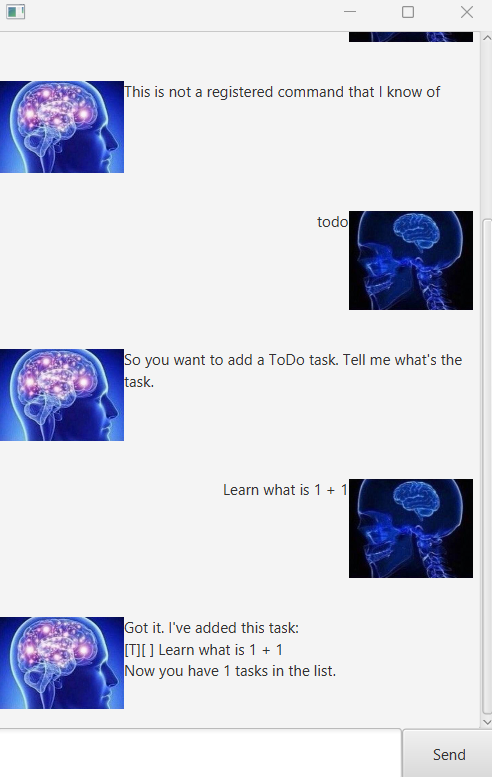 This is not a registered command that I know of
todo
So you want to add a ToDo task. Tell me what's the
task.
Learn what is 1 + 1
Got it. I've added this task:
[T][ ] Learn what is 1 + 1
Now you have 1 tasks in the list.
Send